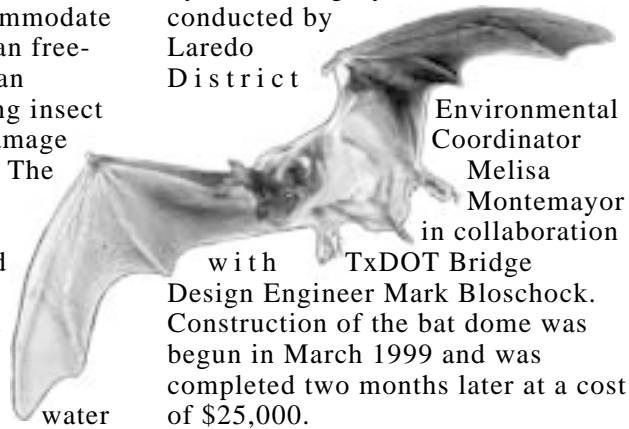 mmodate
an free-
an
ng insect
amage
The
d
water
conducted by
Laredo
District
Environmental
Coordinator
Melisa
Montemayor
in collaboration
with TxDOT Bridge
Design Engineer Mark Bloschock.
Construction of the bat dome was
begun in March 1999 and was
completed two months later at a cost
of $25,000.